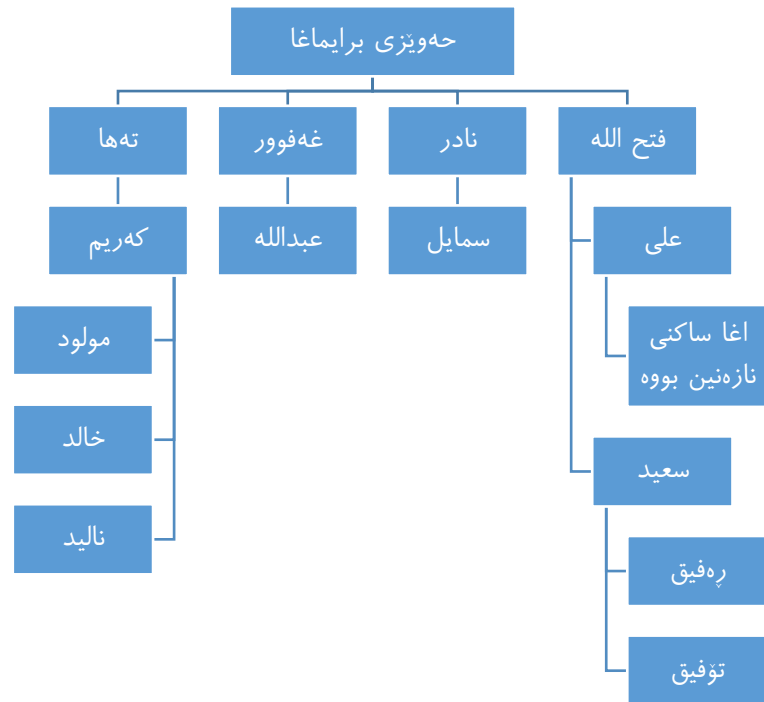 حەوێزی برایماغا
فتح الله
نادر
غەفوور
تەها
علی
سمایل
عبدالله
کەریم
اغا ساکنی
نازەنین بووە
مولود
خالد
سعید
نالید
ڕەفیق
تۆفیق